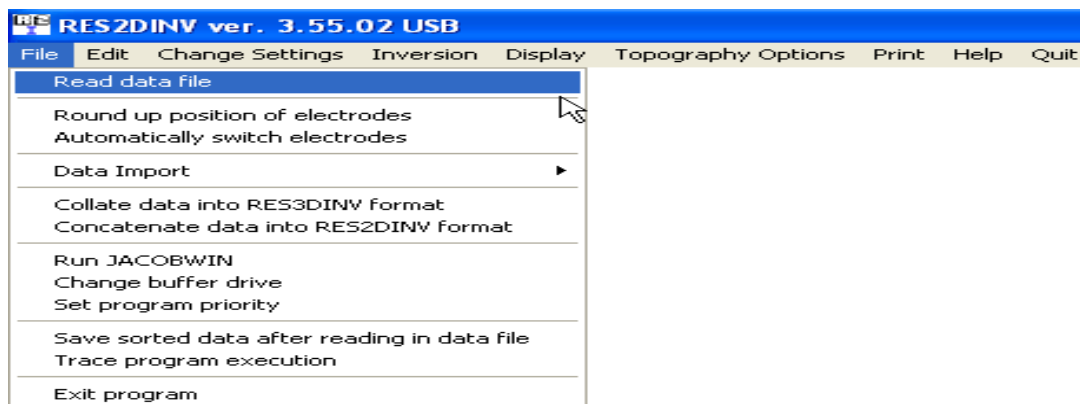 RES2DINV ver. 3.55.02 USB
File Edit Change Settings Inversion Display Topography Options Print Help Quit
Read data file
Round up position of electrodes
Automatically switch electrodes
Data Import
Collate data into RES3DINV format
Concatenate data into RES2DINV format
Run JACOBWIN
Change buffer drive
Set program priority
Save sorted data after reading in data file
Trace program execution
Exit program